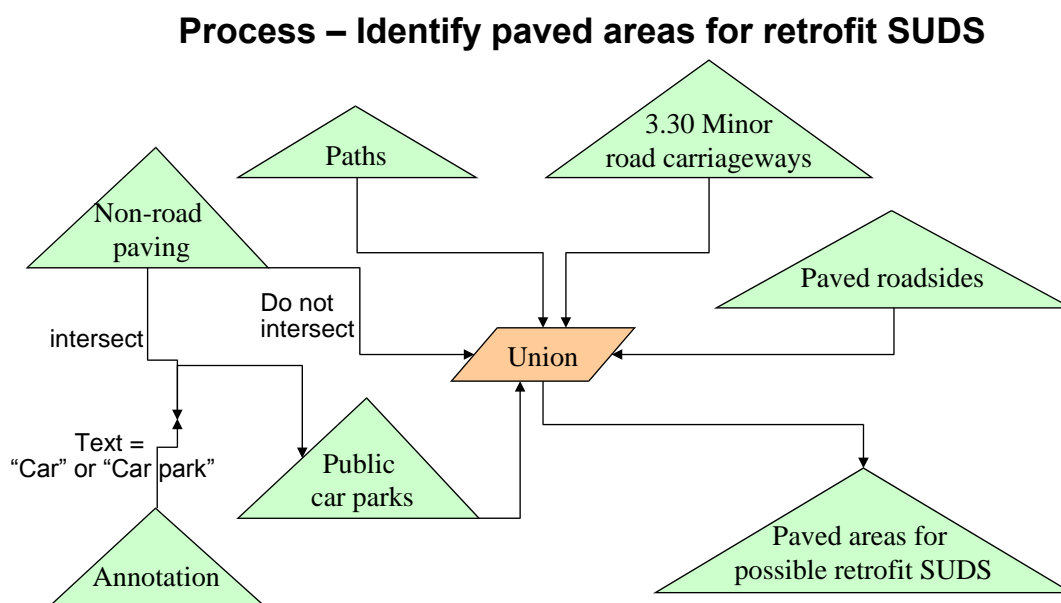 Process – Identify paved areas for retrofit SUDS
Paths
3.30 Minor
road carriageways
Non-road
paving
Paved roadsides
Do not
intersect
intersect
Union
Text =
“Car” or “Car park”
Public
car parks
Annotation
Paved areas for
possible retrofit SUDS